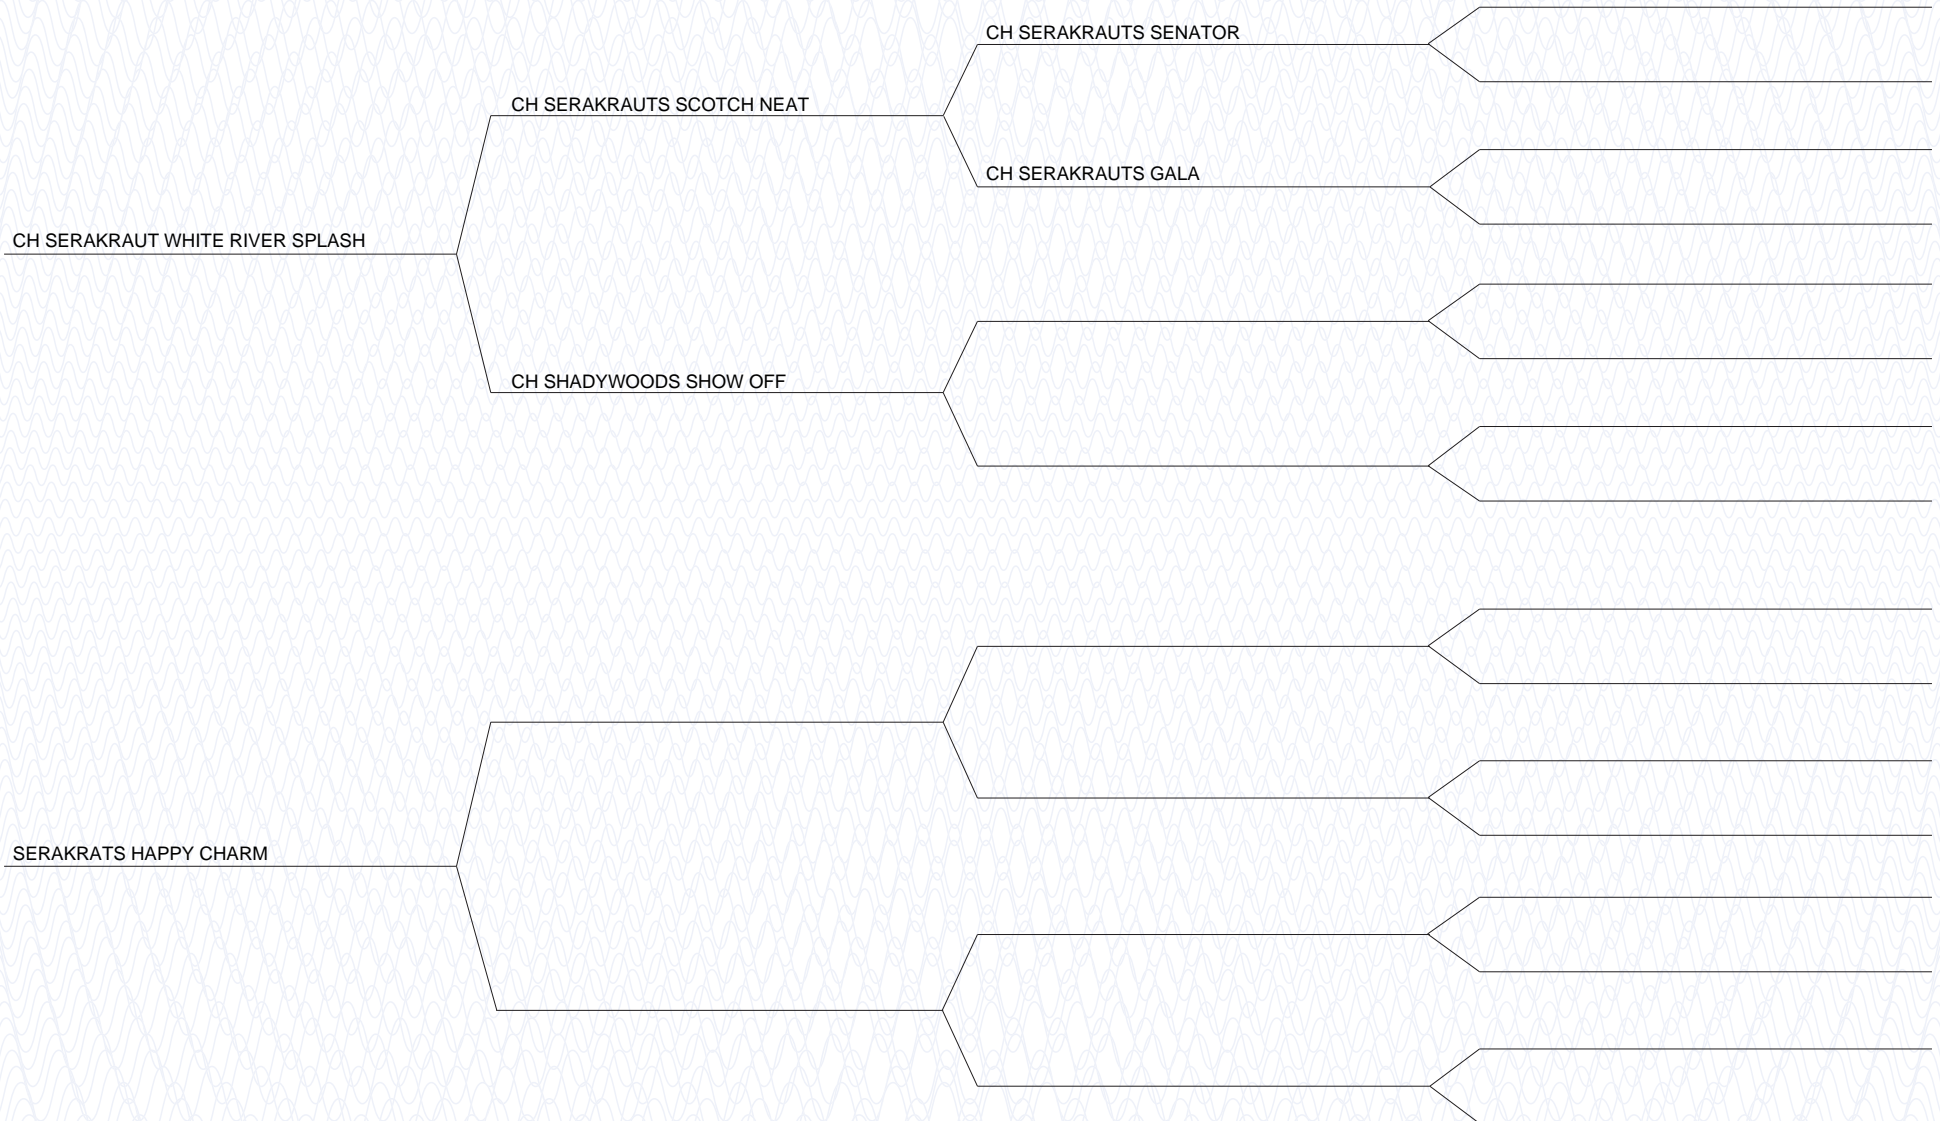 CH SERAKRAUTS SENATOR
CH SERAKRAUTS SCOTCH NEAT
CH SERAKRAUTS GALA
CH SERAKRAUT WHITE RIVER SPLASH
CH SHADYWOODS SHOW OFF
SERAKRATS HAPPY CHARM